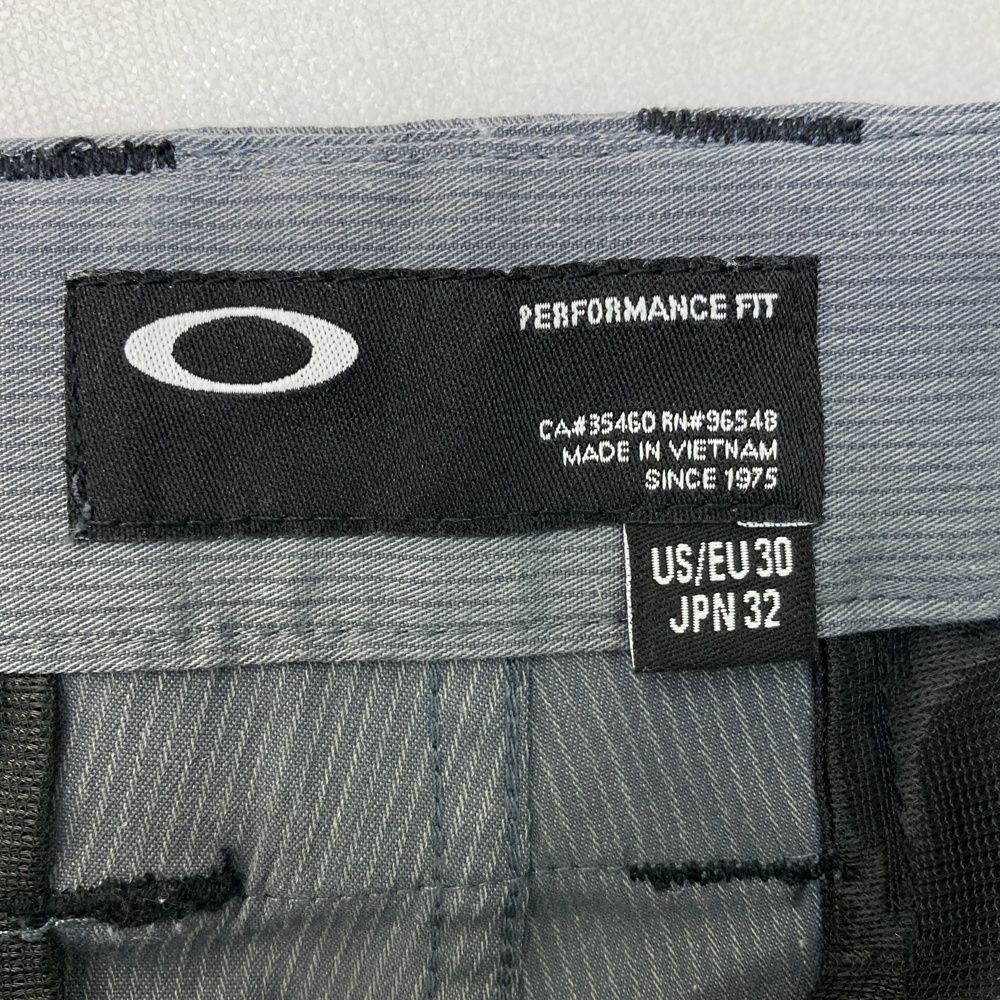 PERFORMANCE FIT
CA#35460 RN#96548
MADE IN VIETNAM
SINCE 1975
US/EU 30
JPN 32